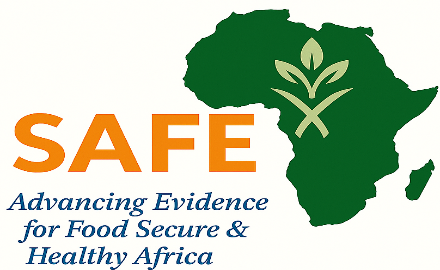 SAFE
Advancing Evidence
for Food Secure &
Healthy Africa